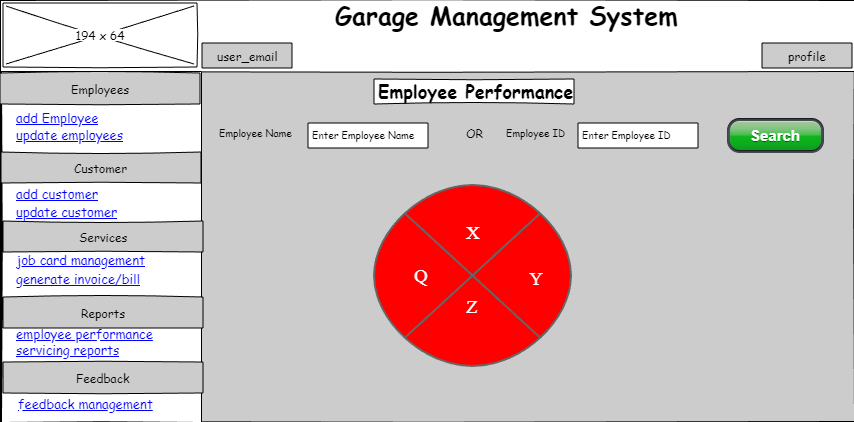 Garage Management System
194 x 64
user_email
profile
Employees
add Employee
update employees
Customer
add customer
update customer
Services
job card management
generate invoice/bill
Reports
employee performance
servicing reports
Feedback
feedback management
Employee Performance
Employee Name Enter Employee Name OR Employee ID Enter Employee ID Search
X
Q Y
Z